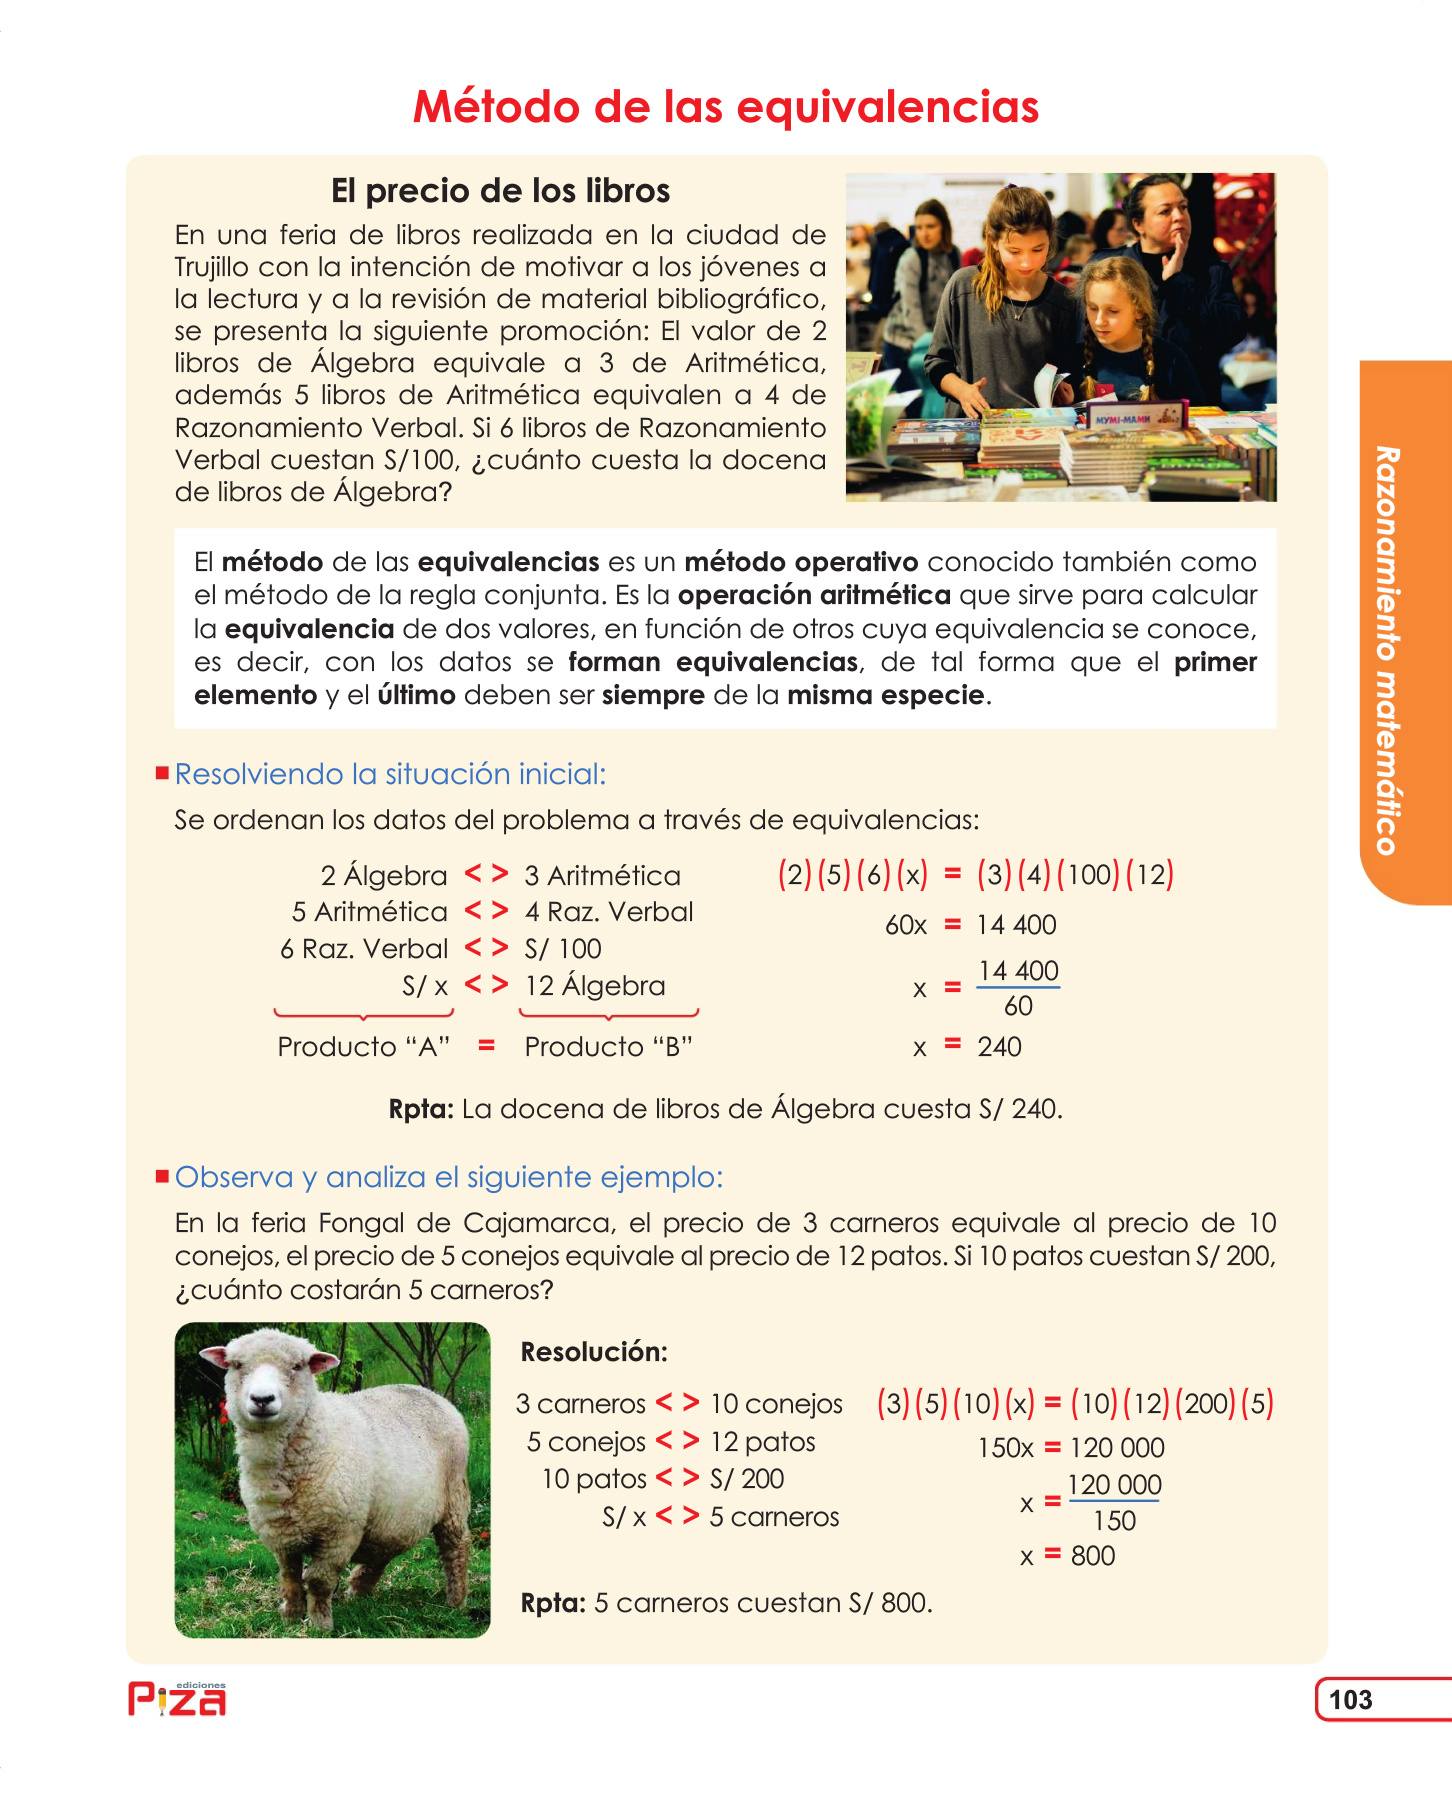 Método de las equivalencias
El precio de los libros
En una feria de libros realizada en la ciudad de
Trujillo con la intención de motivar a los jóvenes a
la lectura y a la revisión de material bibliográfico,
se presenta la siguiente promoción: El valor de 2
libros de Álgebra equivale a 3 de Aritmética,
además 5 libros de Aritmética equivalen a 4 de
Razonamiento Verbal. Si 6 libros de Razonamiento
Verbal cuestan S/100, ¿cuánto cuesta la docena
de libros de Álgebra?
МУМІ-МАМИ
El método de las equivalencias es un método operativo conocido también como
el método de la regla conjunta. Es la operación aritmética que sirve para calcular
la equivalencia de dos valores, en función de otros cuya equivalencia se conoce,
es decir, con los datos se forman equivalencias, de tal forma que el primer
elemento y el último deben ser siempre de la misma especie.
Resolviendo la situación inicial:
Se ordenan los datos del problema a través de equivalencias:
2 Álgebra < > 3 Aritmética
5 Aritmética < > 4 Raz. Verbal
6 Raz. Verbal < > S/ 100
S/ x < > 12 Álgebra
Producto “A” = Producto “B”
(2)(5)(6)(x) = (3)(4)(100)(12)
60x = 14 400
x = 14 400
60
x = 240
Rpta: La docena de libros de Álgebra cuesta S/ 240.
Observa y analiza el siguiente ejemplo:
En la feria Fongal de Cajamarca, el precio de 3 carneros equivale al precio de 10
conejos, el precio de 5 conejos equivale al precio de 12 patos. Si 10 patos cuestan S/ 200,
¿cuánto costarán 5 carneros?
Resolución:
3 carneros < > 10 conejos
5 conejos < > 12 patos
10 patos < > S/ 200
S/ x < > 5 carneros
(3)(5)(10)(x) = (10)(12)(200)(5)
150x = 120 000
x = 120 000
150
x = 800
Rpta: 5 carneros cuestan S/ 800.
Razonamiento matemático
ediciones
Piza
103